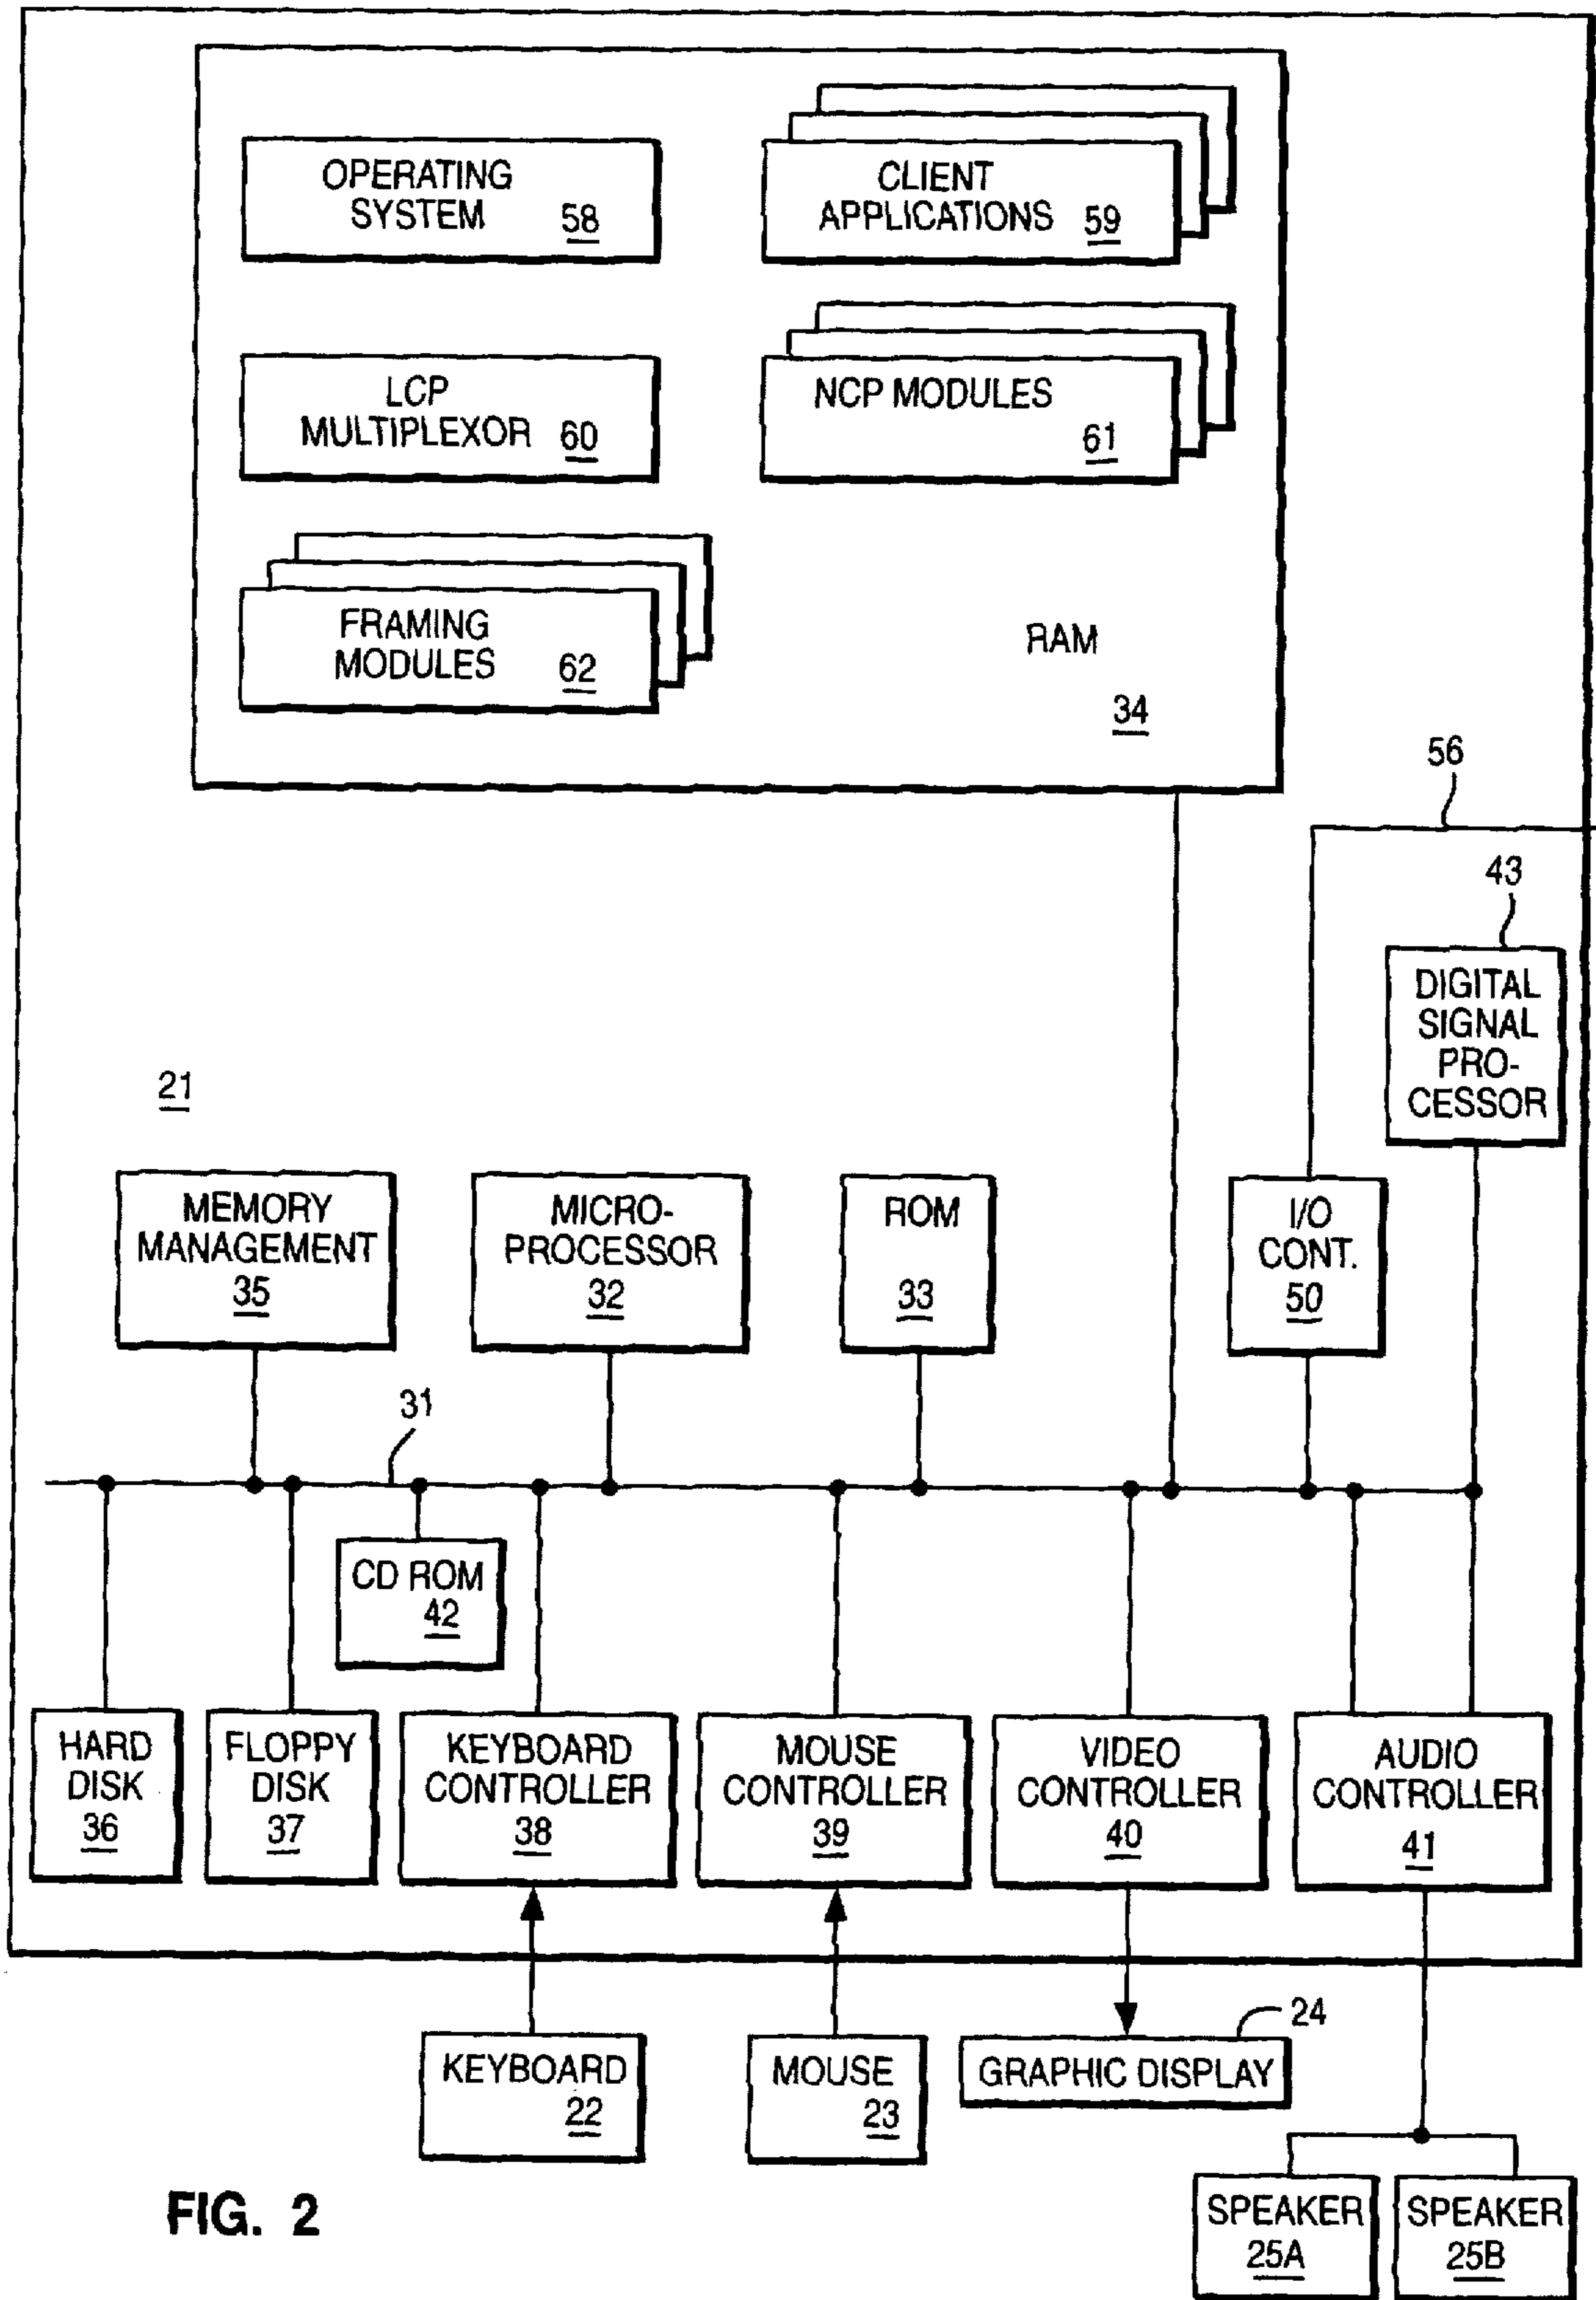 OPERATING
SYSTEM 58
CLIENT
APPLICATIONS 59
LCP
MULTIPLEXOR 60
NCP MODULES
61
FRAMING
MODULES 62
RAM
34
56
43
DIGITAL
SIGNAL
PRO-
CESSOR
21
MEMORY
MANAGEMENT
35
MICRO-
PROCESSOR
32
ROM
33
I/O
CONT.
50
31
CD ROM
42
HARD
DISK
36
FLOPPY
DISK
37
KEYBOARD
CONTROLLER
38
MOUSE
CONTROLLER
39
VIDEO
CONTROLLER
40
AUDIO
CONTROLLER
41
KEYBOARD
22
MOUSE
23
24
GRAPHIC DISPLAY
SPEAKER
25A
SPEAKER
25B
FIG. 2